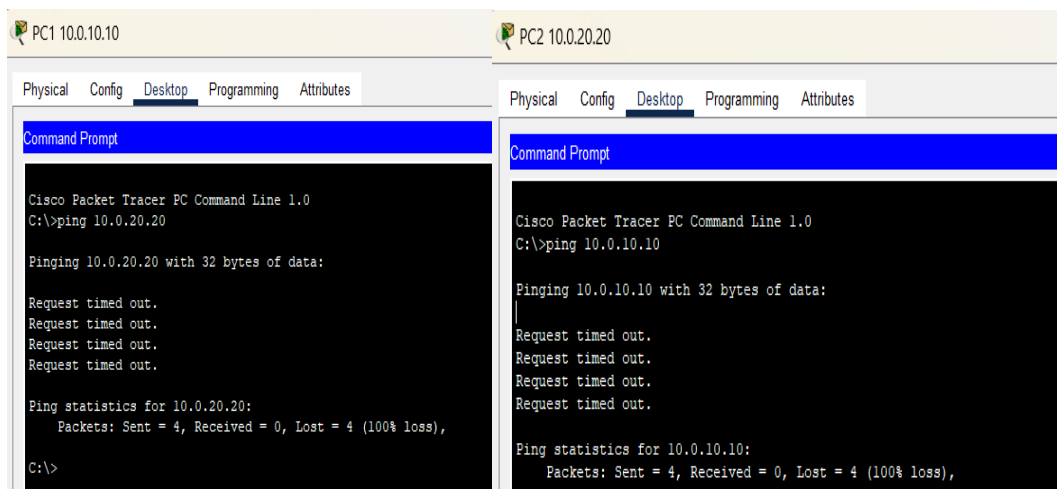 PC1 10.0.10.10
Physical Config Desktop Programming Attributes
Command Prompt
Cisco Packet Tracer PC Command Line 1.0
C:\>ping 10.0.20.20
Pinging 10.0.20.20 with 32 bytes of data:
Request timed out.
Request timed out.
Request timed out.
Request timed out.
Ping statistics for 10.0.20.20:
Packets: Sent = 4, Received = 0, Lost = 4 (100% loss),
C:\>
PC2 10.0.20.20
Physical Config Desktop Programming Attributes
Command Prompt
Cisco Packet Tracer PC Command Line 1.0
C:\>ping 10.0.10.10
Pinging 10.0.10.10 with 32 bytes of data:
Request timed out.
Request timed out.
Request timed out.
Request timed out.
Ping statistics for 10.0.10.10:
Packets: Sent = 4, Received = 0, Lost = 4 (100% loss),